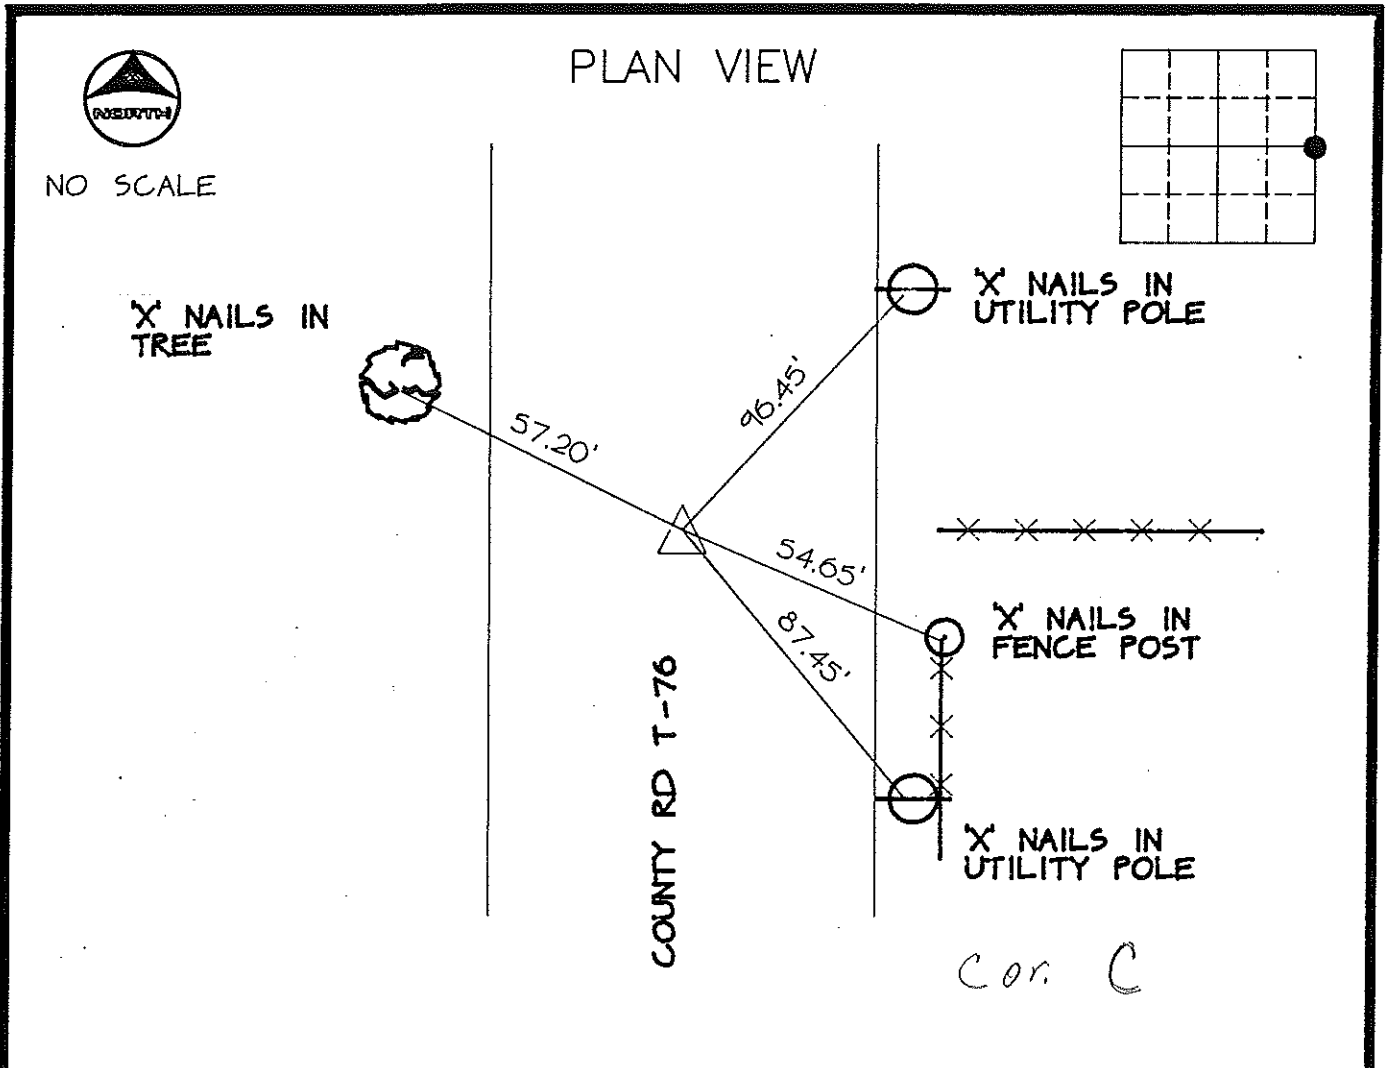 PLAN VIEW
NORTH
NO SCALE
'X' NAILS IN
TREE
'X' NAILS IN
UTILITY POLE
57.20'
96.45'
54.65'
87.45'
'X' NAILS IN
FENCE POST
COUNTY RD T-76
'X' NAILS IN
UTILITY POLE
Cor. C